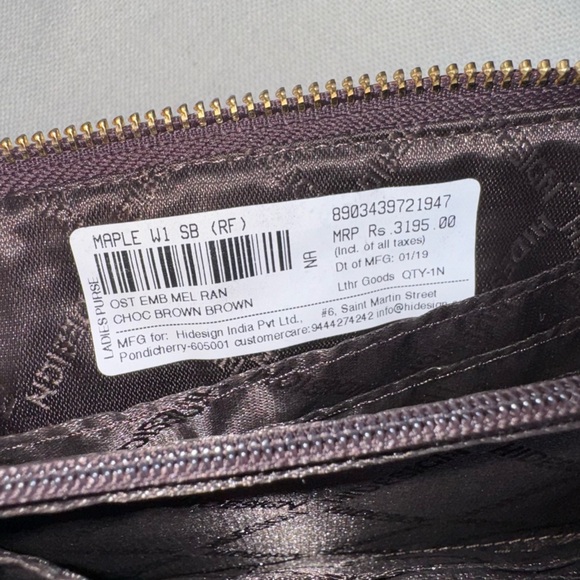 LADIES PURSE
MAPLE W1 SB (RF)
NA
OST EMB MEL RAN
CHOC BROWN BROWN
8903439721947
MRP Rs.3195.00
(incl. of all taxes)
Dt of MFG: 01/19
Lthr Goods QTY-1N
MFG for: Hidesign India Pvt Ltd., #6, Saint Martin Street
Pondicherry-605001 customercare:9444274242 info@hidesign
HIDESIGN